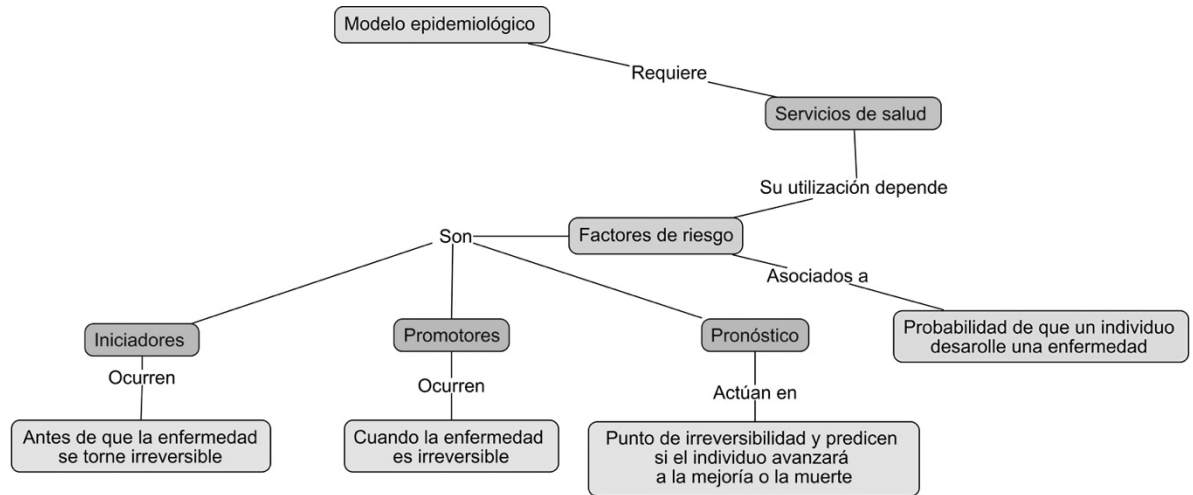 Modelo epidemiológico
Requiere
Servicios de salud
Su utilización depende
Son
Factores de riesgo
Asociados a
Probabilidad de que un individuo
desarolle una enfermedad
Iniciadores
Promotores
Pronóstico
Ocurren
Ocurren
Actúan en
Antes de que la enfermedad
se torne irreversible
Cuando la enfermedad
es irreversible
Punto de irreversibilidad y predicen
si el individuo avanzará
a la mejoría o la muerte